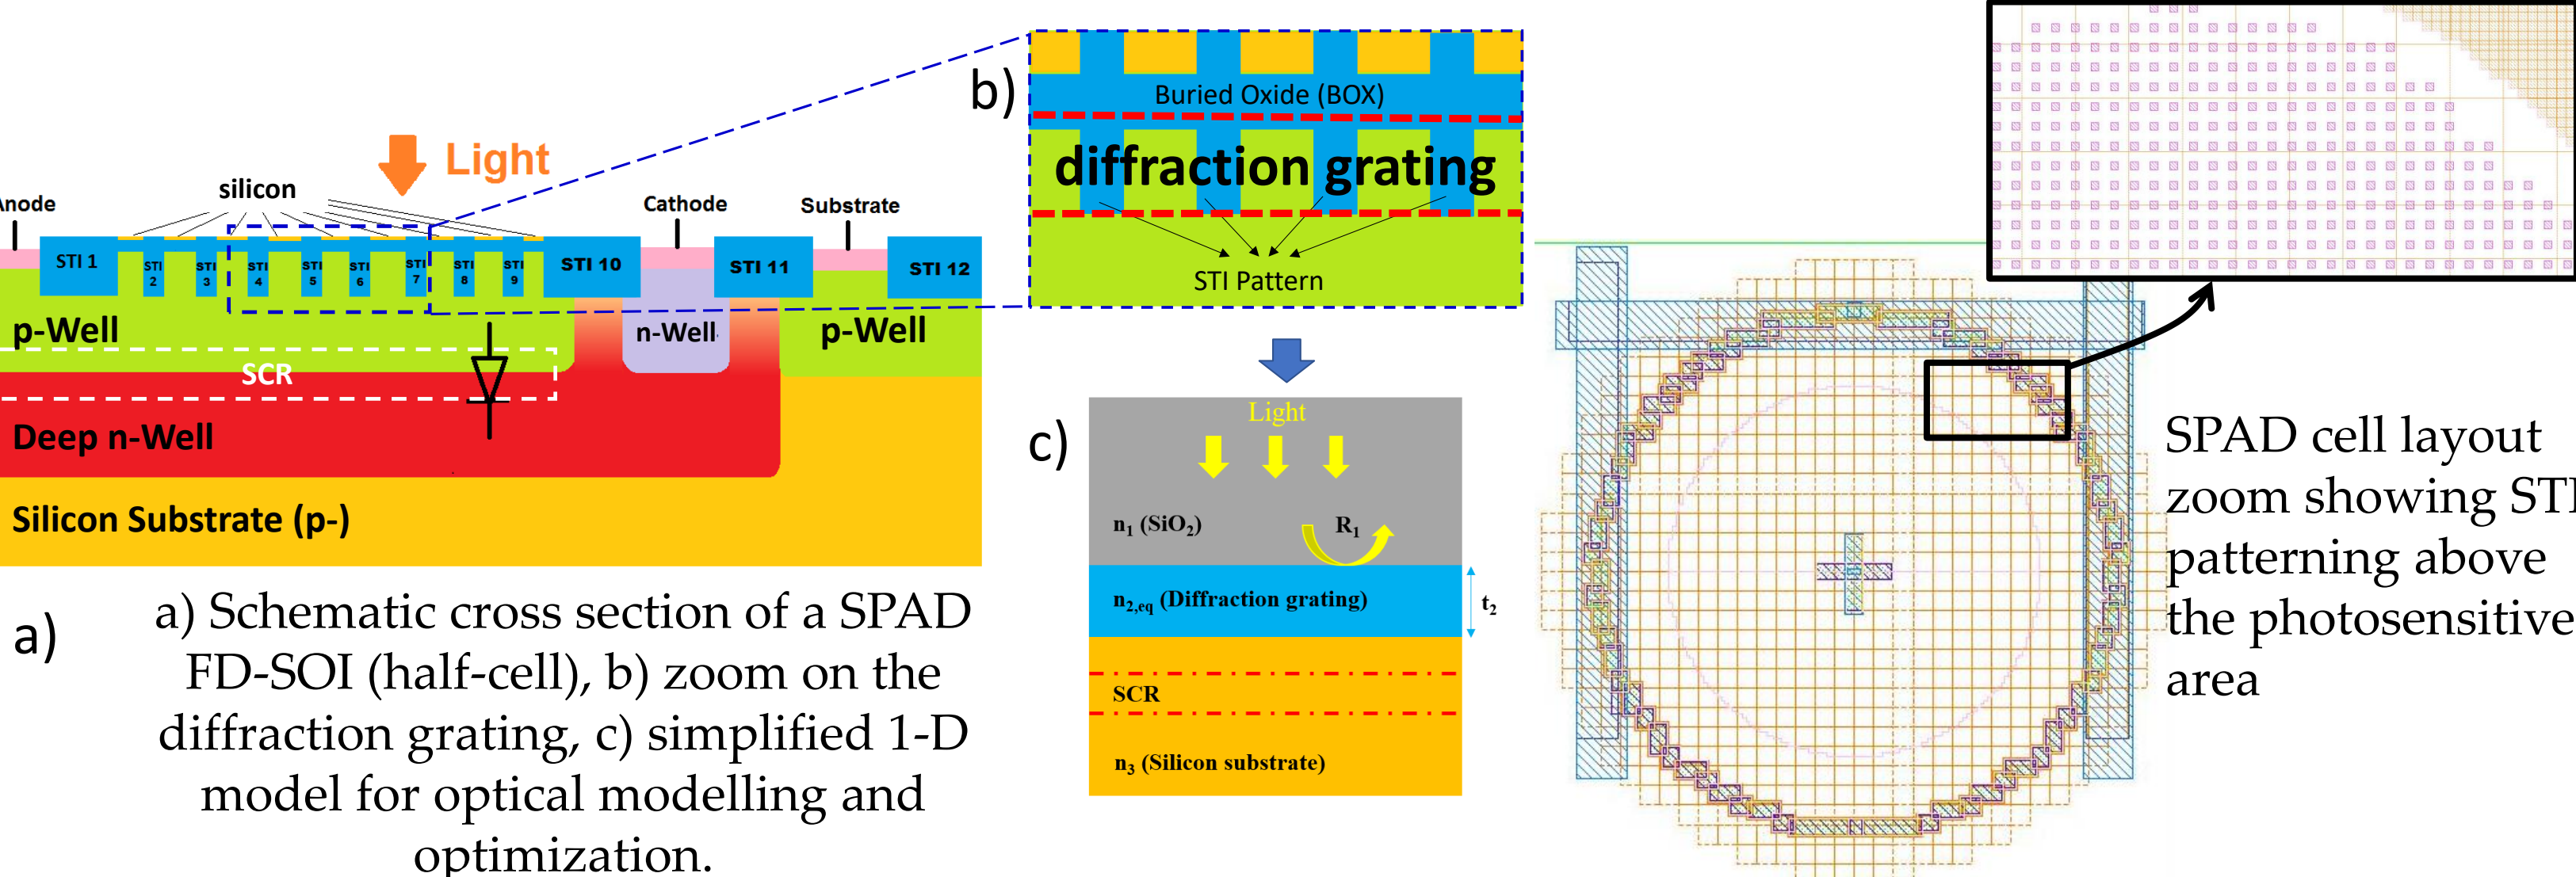 Light
silicon
Anode
Cathode
Substrate
STI 1
STI 2
STI 3
STI 4
STI 5
STI 6
STI 7
STI 8
STI 9
STI 10
STI 11
STI 12
p-Well
n-Well
p-Well
SCR
Deep n-Well
Silicon Substrate (p-)
a)
a) Schematic cross section of a SPAD
FD-SOI (half-cell), b) zoom on the
diffraction grating, c) simplified 1-D
model for optical modelling and
optimization.
b)
Buried Oxide (BOX)
diffraction grating
STI Pattern
c)
Light
n1 (SiO2)
R1
n2,eq (Diffraction grating)
t2
SCR
n3 (Silicon substrate)
SPAD cell layout
zoom showing STI
patterning above
the photosensitive
area